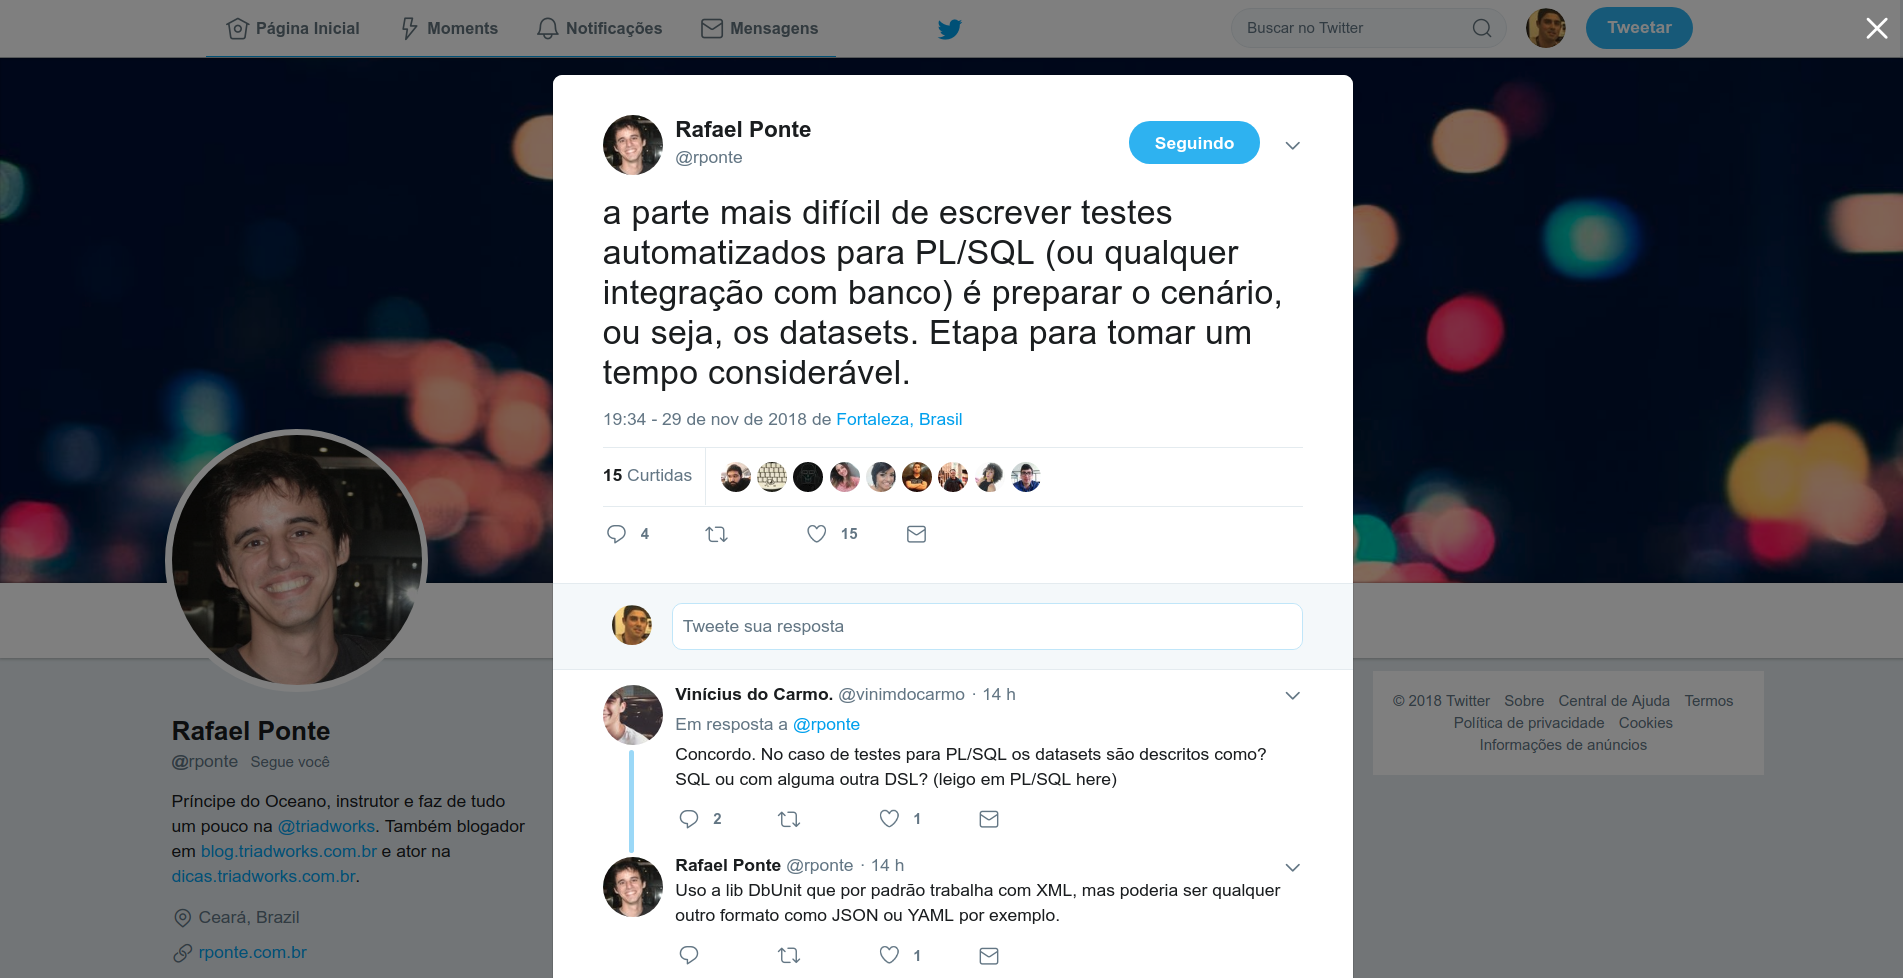 Página Inicial
Moments
Notificações
Mensagens
Buscar no Twitter
Tweetar
Rafael Ponte
@rponte
Seguindo
a parte mais difícil de escrever testes
automatizados para PL/SQL (ou qualquer
integração com banco) é preparar o cenário,
ou seja, os datasets. Etapa para tomar um
tempo considerável.
19:34 - 29 de nov de 2018 de Fortaleza, Brasil
15 Curtidas
4
15
Tweete sua resposta
Vinícius do Carmo. @vinimdocarmo · 14 h
Em resposta a @rponte
Concordo. No caso de testes para PL/SQL os datasets são descritos como?
SQL ou com alguma outra DSL? (leigo em PL/SQL here)
2
1
Rafael Ponte @rponte · 14 h
Uso a lib DbUnit que por padrão trabalha com XML, mas poderia ser qualquer
outro formato como JSON ou YAML por exemplo.
1
Rafael Ponte
@rponte Segue você
Príncipe do Oceano, instrutor e faz de tudo
um pouco na @triadworks. Também blogador
em blog.triadworks.com.br e ator na
dicas.triadworks.com.br.
Ceará, Brazil
rponte.com.br
© 2018 Twitter Sobre Central de Ajuda Termos
Política de privacidade Cookies
Informações de anúncios